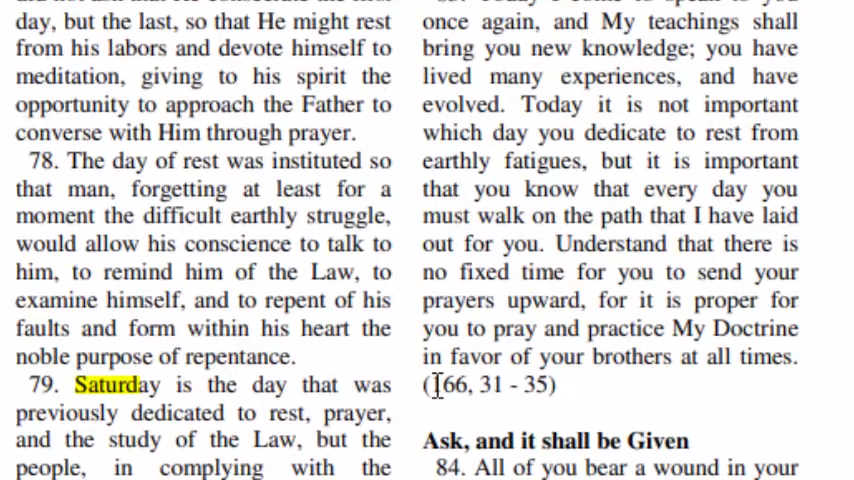 day, but the last, so that He might rest
from his labors and devote himself to
meditation, giving to his spirit the
opportunity to approach the Father to
converse with Him through prayer.
78. The day of rest was instituted so
that man, forgetting at least for a
moment the difficult earthly struggle,
would allow his conscience to talk to
him, to remind him of the Law, to
examine himself, and to repent of his
faults and form within his heart the
noble purpose of repentance.
79. Saturday is the day that was
previously dedicated to rest, prayer,
and the study of the Law, but the
people, in complying with the
once again, and My teachings shall
bring you new knowledge; you have
lived many experiences, and have
evolved. Today it is not important
which day you dedicate to rest from
earthly fatigues, but it is important
that you know that every day you
must walk on the path that I have laid
out for you. Understand that there is
no fixed time for you to send your
prayers upward, for it is proper for
you to pray and practice My Doctrine
in favor of your brothers at all times.
31 - 35)
Ask, and it shall be Given
84. All of you bear a wound in your